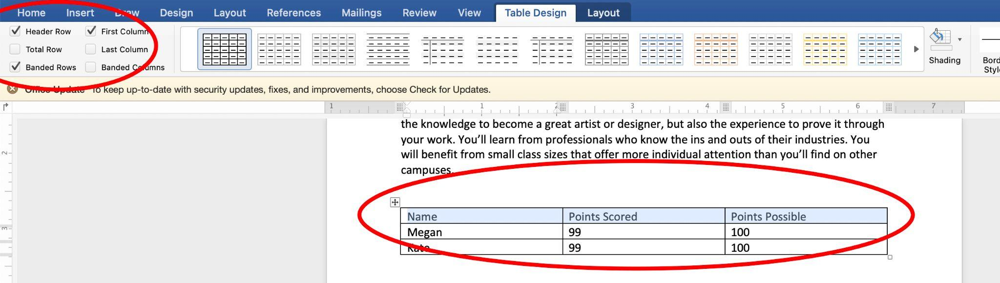 Home Insert Draw Design Layout References Mailings Review View Table Design Layout
Header Row First Column
Total Row Last Column
Banded Rows Banded Columns
Shading
Bord
Style
Office Update To keep up-to-date with security updates, fixes, and improvements, choose Check for Updates.
1 1 2 3 4 5 6 7
the knowledge to become a great artist or designer, but also the experience to prove it through
your work. You’ll learn from professionals who know the ins and outs of their industries. You
will benefit from small class sizes that offer more individual attention than you’ll find on other
campuses.
2
3
Name Points Scored Points Possible
Megan 99 100
Kate 99 100